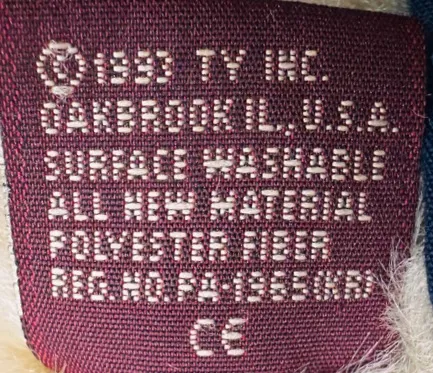 © 1993 TY INC.
OAKBROOK IL, U.S.A.
SURFACE WASHABLE
ALL NEW MATERIAL
POLYESTER FIBER
REG.NO.PA-1965(KR)
CE